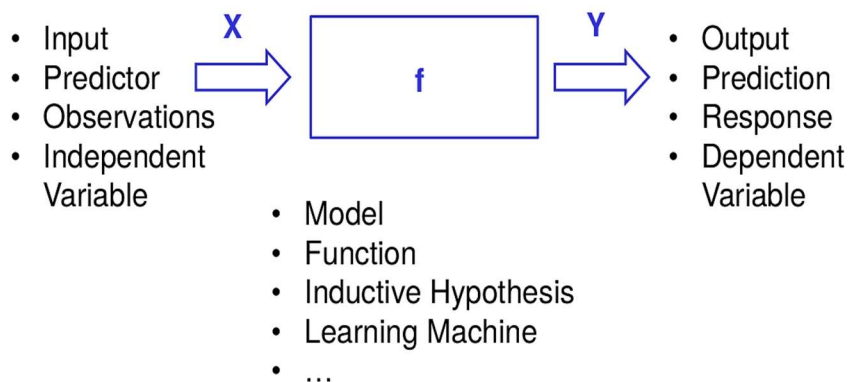 X
• Input
• Predictor
• Observations
• Independent
Variable
f
Y
• Output
• Prediction
• Response
• Dependent
Variable
• Model
• Function
• Inductive Hypothesis
• Learning Machine
• …